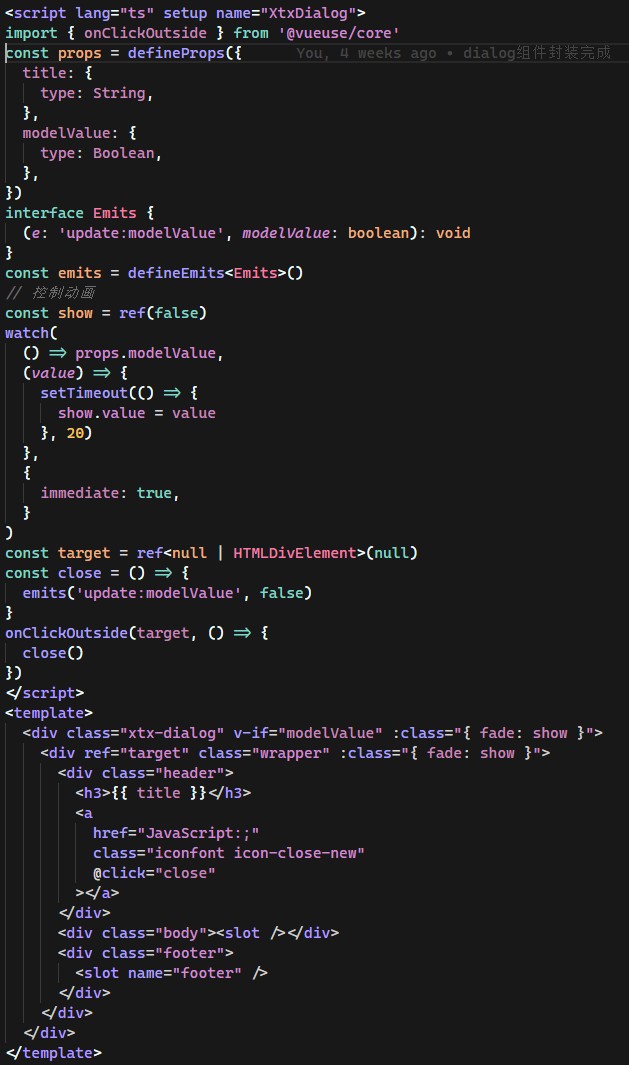 <script lang="ts" setup name="XtxDialog">
import { onClickOutside } from '@vueuse/core'
const props = defineProps({ You, 4 weeks ago • dialog组件封装完成
  title: {
    type: String,
  },
  modelValue: {
    type: Boolean,
  },
})
interface Emits {
  (e: 'update:modelValue', modelValue: boolean): void
}
const emits = defineEmits<Emits>()
// 控制动画
const show = ref(false)
watch(
  () => props.modelValue,
  (value) => {
    setTimeout(() => {
      show.value = value
    }, 20)
  },
  {
    immediate: true,
  }
)
const target = ref<null | HTMLDivElement>(null)
const close = () => {
  emits('update:modelValue', false)
}
onClickOutside(target, () => {
  close()
})
</script>
<template>
  <div class="xtx-dialog" v-if="modelValue" :class="{ fade: show }">
    <div ref="target" class="wrapper" :class="{ fade: show }">
      <div class="header">
        <h3>{{ title }}</h3>
        <a
          href="JavaScript:;"
          class="iconfont icon-close-new"
          @click="close"
        ></a>
      </div>
      <div class="body"><slot /></div>
      <div class="footer">
        <slot name="footer" />
      </div>
    </div>
  </div>
</template>